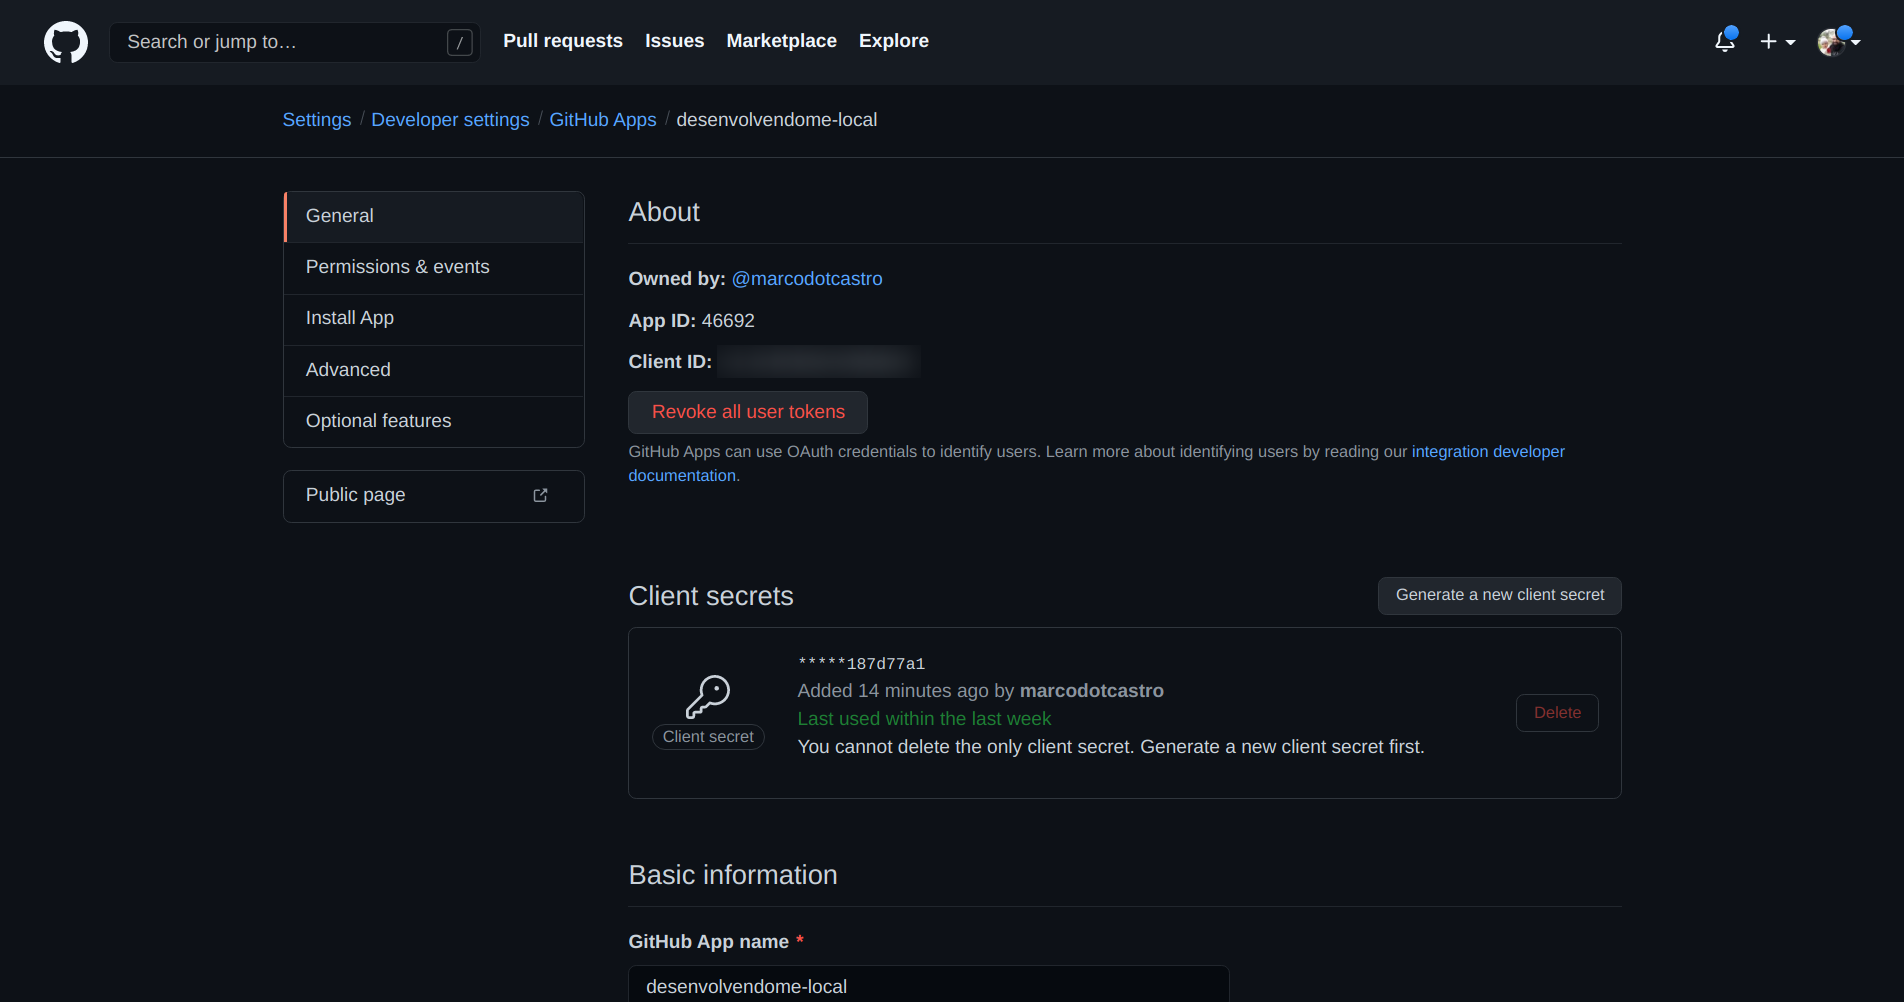 Search or jump to…
/
Pull requests
Issues
Marketplace
Explore
Settings / Developer settings / GitHub Apps / desenvolvendome-local
General
Permissions & events
Install App
Advanced
Optional features
Public page
About
Owned by: @marcodotcastro
App ID: 46692
Client ID:
Revoke all user tokens
GitHub Apps can use OAuth credentials to identify users. Learn more about identifying users by reading our integration developer
documentation.
Client secrets
Generate a new client secret
Client secret
*****187d77a1
Added 14 minutes ago by marcodotcastro
Last used within the last week
You cannot delete the only client secret. Generate a new client secret first.
Delete
Basic information
GitHub App name *
desenvolvendome-local